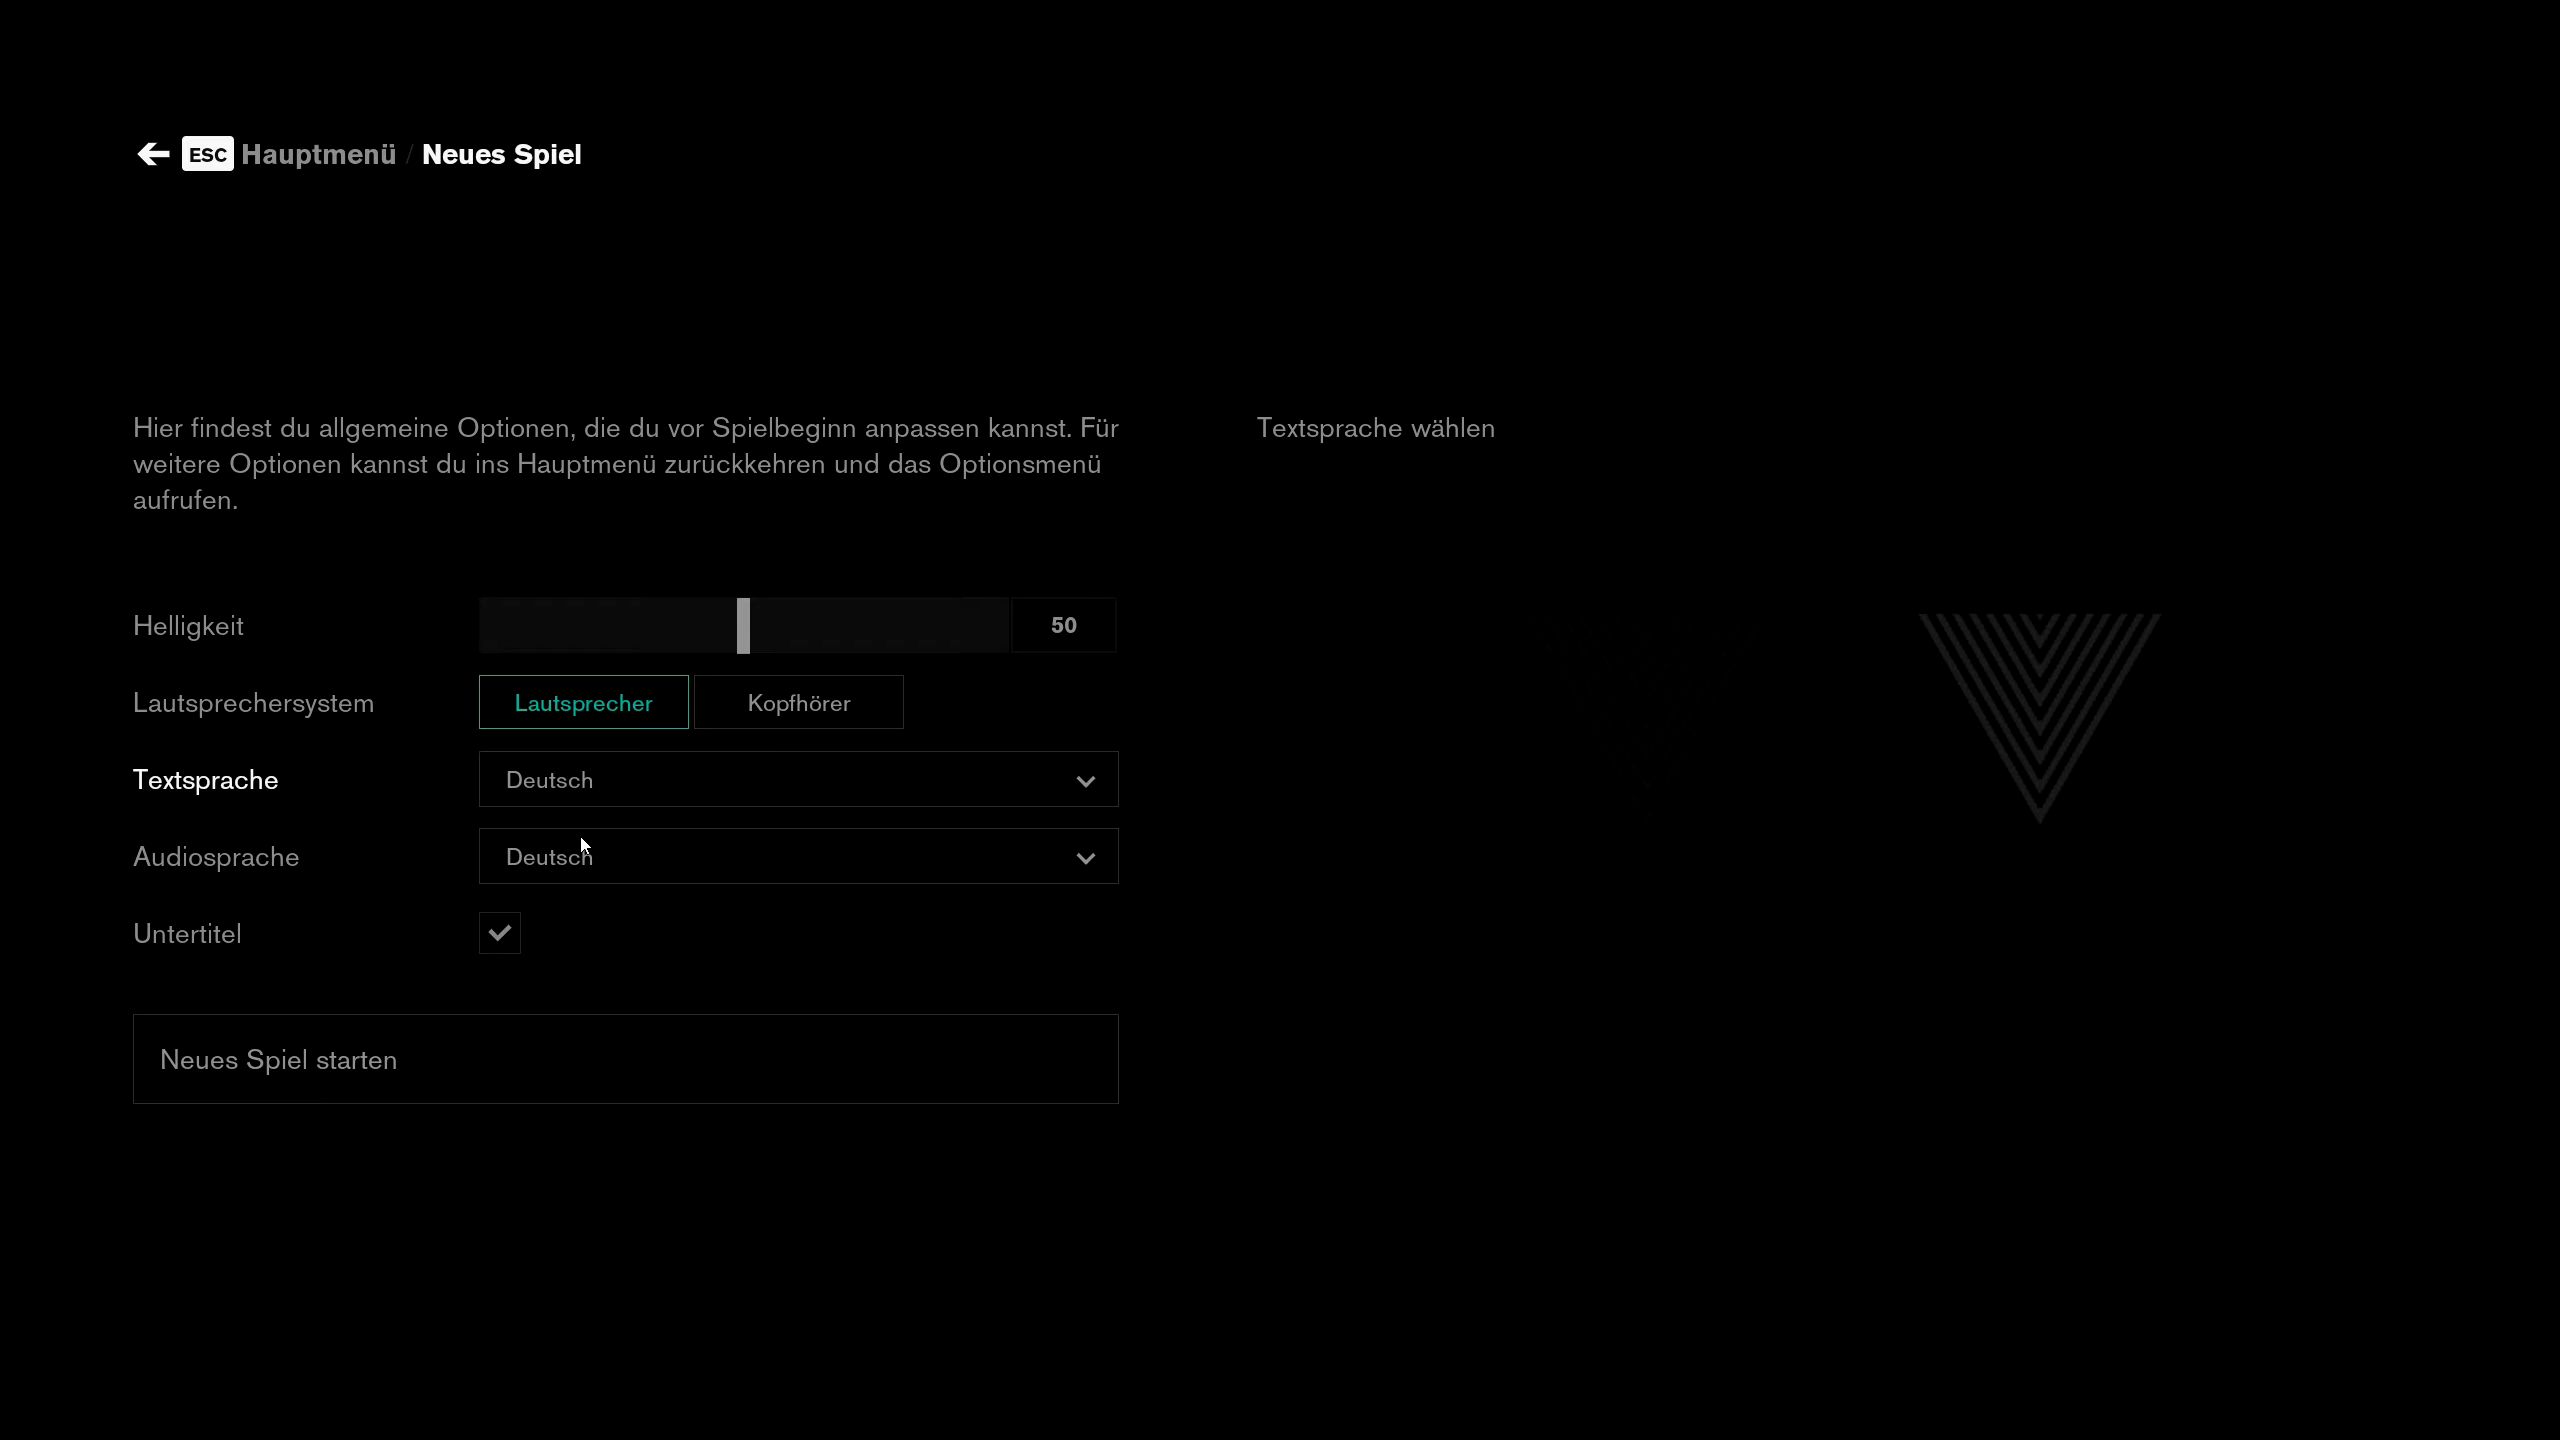 ESC Hauptmenü / Neues Spiel
Hier findest du allgemeine Optionen, die du vor Spielbeginn anpassen kannst. Für
weitere Optionen kannst du ins Hauptmenü zurückkehren und das Optionsmenü
aufrufen.
Textsprache wählen
Helligkeit 50
Lautsprechersystem Lautsprecher Kopfhörer
Textsprache Deutsch
Audiosprache Deutsch
Untertitel
Neues Spiel starten